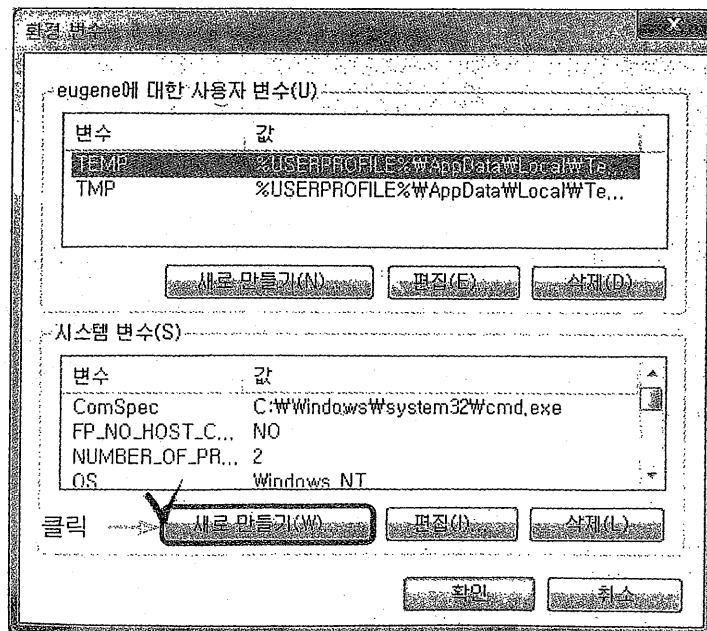 환경 변수
eugene에 대한 사용자 변수(U)
변수 값
TEMP %USERPROFILE%₩AppData₩Local₩Te...
TMP %USERPROFILE%₩AppData₩Local₩Te...
새로 만들기(N)... 편집(E)... 삭제(D)
시스템 변수(S)
변수 값
ComSpec C:₩Windows₩system32₩cmd.exe
FP_NO_HOST_C... NO
NUMBER_OF_PR... 2
OS Windows_NT
클릭 새로 만들기(W)... 편집(I)... 삭제(L)
확인 취소